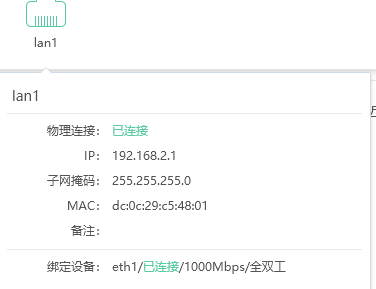 lan1
lan1
物理连接： 已连接
IP： 192.168.2.1
子网掩码： 255.255.255.0
MAC： dc:0c:29:c5:48:01
备注：
绑定设备： eth1/已连接/1000Mbps/全双工